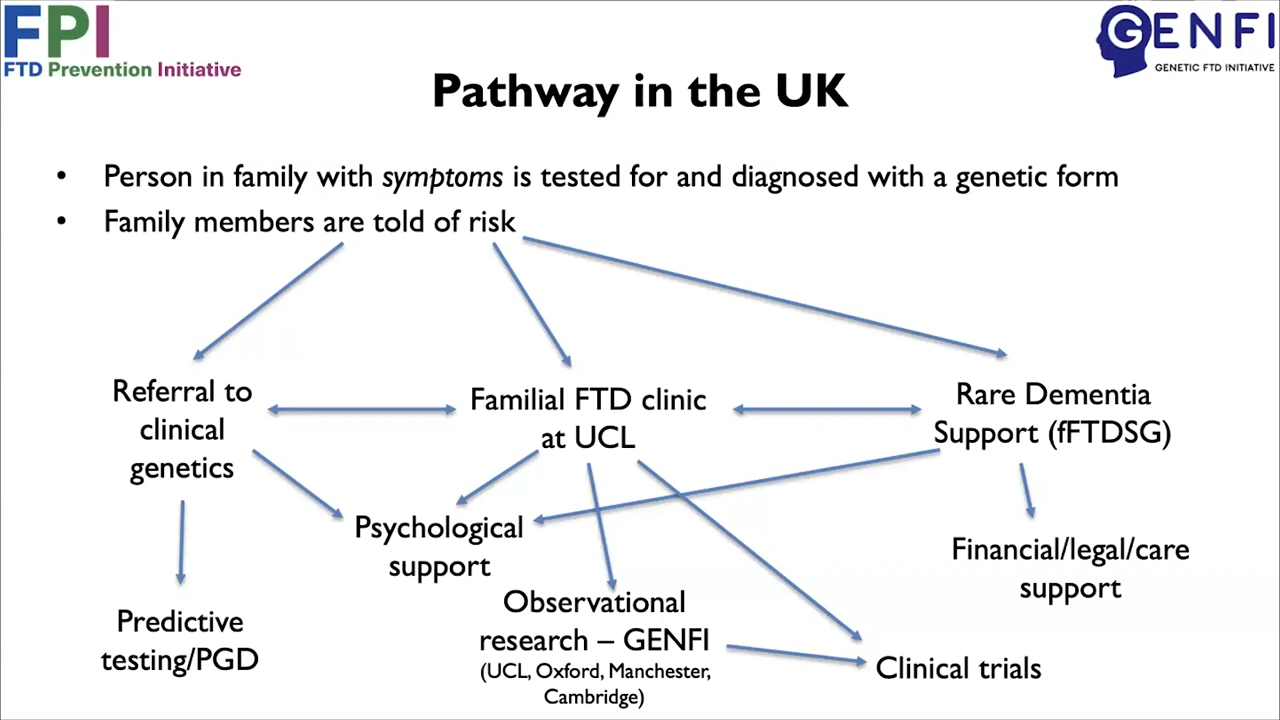 FPI
FTD Prevention Initiative
GENFI
GENETIC FTD INITIATIVE
Pathway in the UK
• Person in family with symptoms is tested for and diagnosed with a genetic form
• Family members are told of risk
Referral to
clinical
genetics
Familial FTD clinic
at UCL
Rare Dementia
Support (fFTDSG)
Psychological
support
Financial/legal/care
support
Predictive
testing/PGD
Observational
research – GENFI
(UCL, Oxford, Manchester,
Cambridge)
Clinical trials